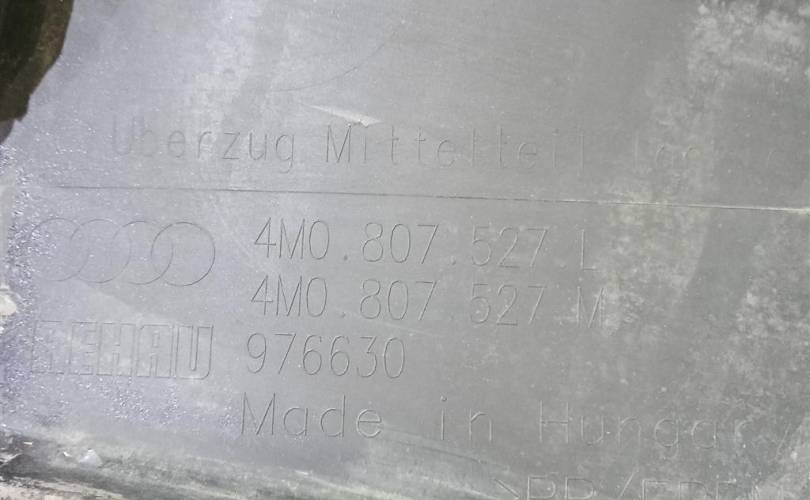 Uberzug Mittelteil
4M0.807.527.L
4M0.807.527.M
REHAU 976630
Made in Hungary